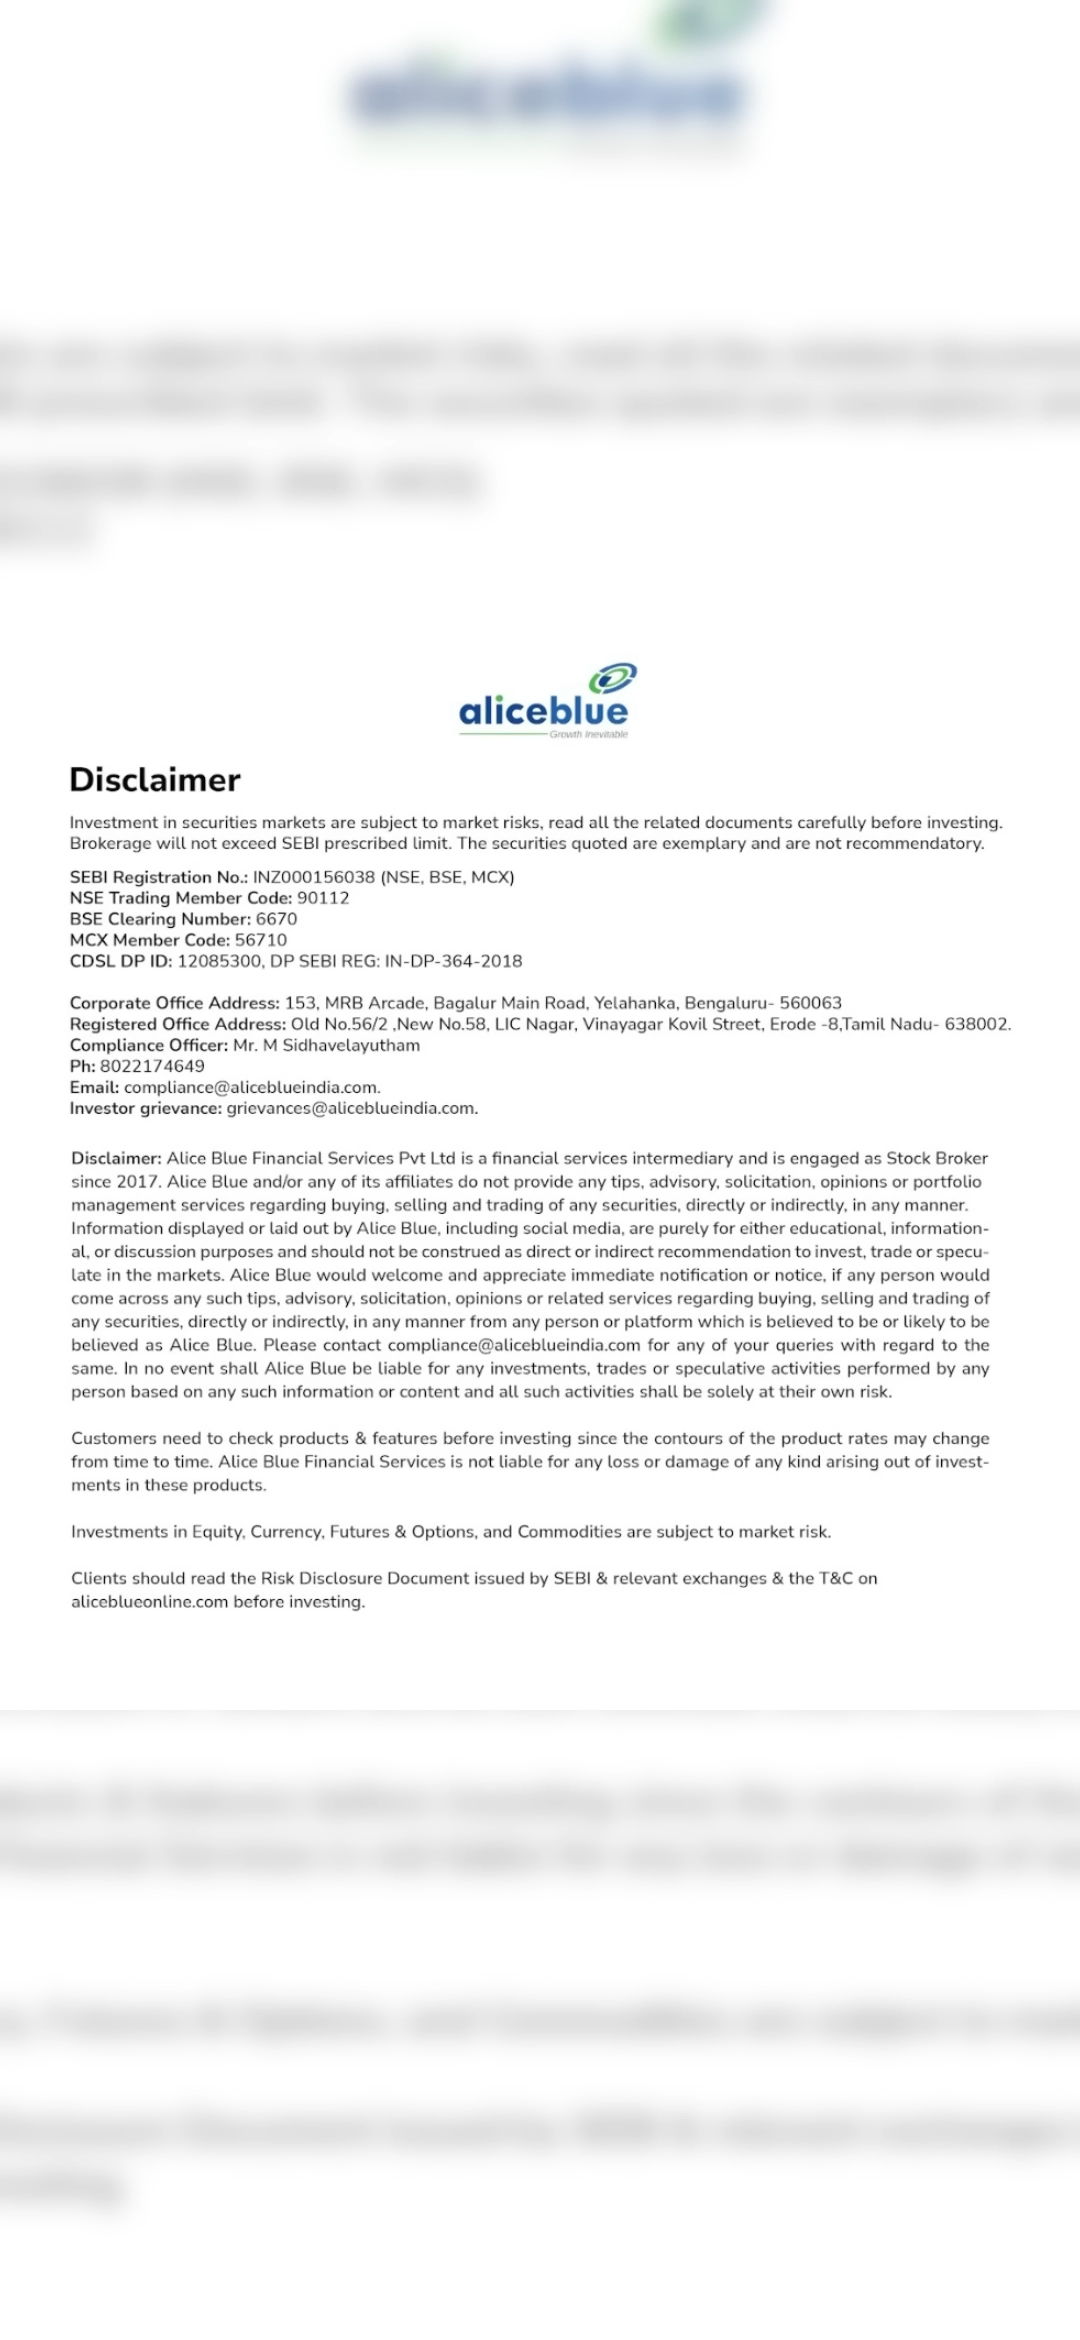 aliceblue
aliceblue
Growth Inevitable
Disclaimer
Investment in securities markets are subject to market risks, read all the related documents carefully before investing.
Brokerage will not exceed SEBI prescribed limit. The securities quoted are exemplary and are not recommendatory.
SEBI Registration No.: INZ000156038 (NSE, BSE, MCX)
NSE Trading Member Code: 90112
BSE Clearing Number: 6670
MCX Member Code: 56710
CDSL DP ID: 12085300, DP SEBI REG: IN-DP-364-2018
Corporate Office Address: 153, MRB Arcade, Bagalur Main Road, Yelahanka, Bengaluru- 560063
Registered Office Address: Old No.56/2 ,New No.58, LIC Nagar, Vinayagar Kovil Street, Erode -8,Tamil Nadu- 638002.
Compliance Officer: Mr. M Sidhavelayutham
Ph: 8022174649
Email: compliance@aliceblueindia.com.
Investor grievance: grievances@aliceblueindia.com.
Disclaimer: Alice Blue Financial Services Pvt Ltd is a financial services intermediary and is engaged as Stock Broker
since 2017. Alice Blue and/or any of its affiliates do not provide any tips, advisory, solicitation, opinions or portfolio
management services regarding buying, selling and trading of any securities, directly or indirectly, in any manner.
Information displayed or laid out by Alice Blue, including social media, are purely for either educational, information-
al, or discussion purposes and should not be construed as direct or indirect recommendation to invest, trade or specu-
late in the markets. Alice Blue would welcome and appreciate immediate notification or notice, if any person would
come across any such tips, advisory, solicitation, opinions or related services regarding buying, selling and trading of
any securities, directly or indirectly, in any manner from any person or platform which is believed to be or likely to be
believed as Alice Blue. Please contact compliance@aliceblueindia.com for any of your queries with regard to the
same. In no event shall Alice Blue be liable for any investments, trades or speculative activities performed by any
person based on any such information or content and all such activities shall be solely at their own risk.
Customers need to check products & features before investing since the contours of the product rates may change
from time to time. Alice Blue Financial Services is not liable for any loss or damage of any kind arising out of invest-
ments in these products.
Investments in Equity, Currency, Futures & Options, and Commodities are subject to market risk.
Clients should read the Risk Disclosure Document issued by SEBI & relevant exchanges & the T&C on
aliceblueonline.com before investing.